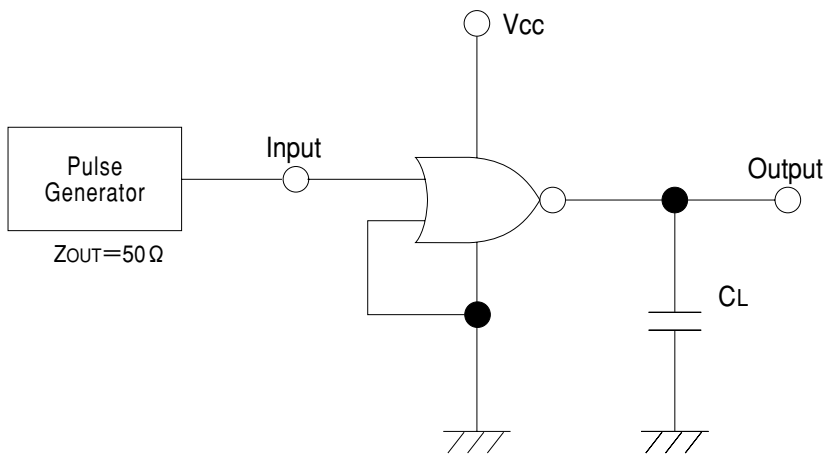 Vcc
Pulse
Generator
Input
Output
ZOUT=50Ω
CL